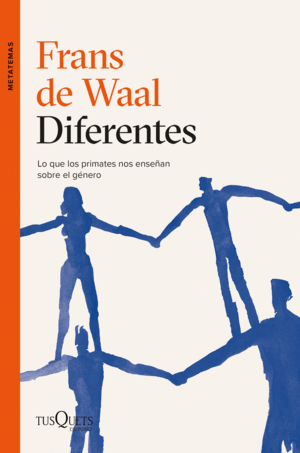 METATEMAS
Frans
de Waal
Diferentes
Lo que los primates nos enseñan
sobre el género
TUSQUETS
EDITORES